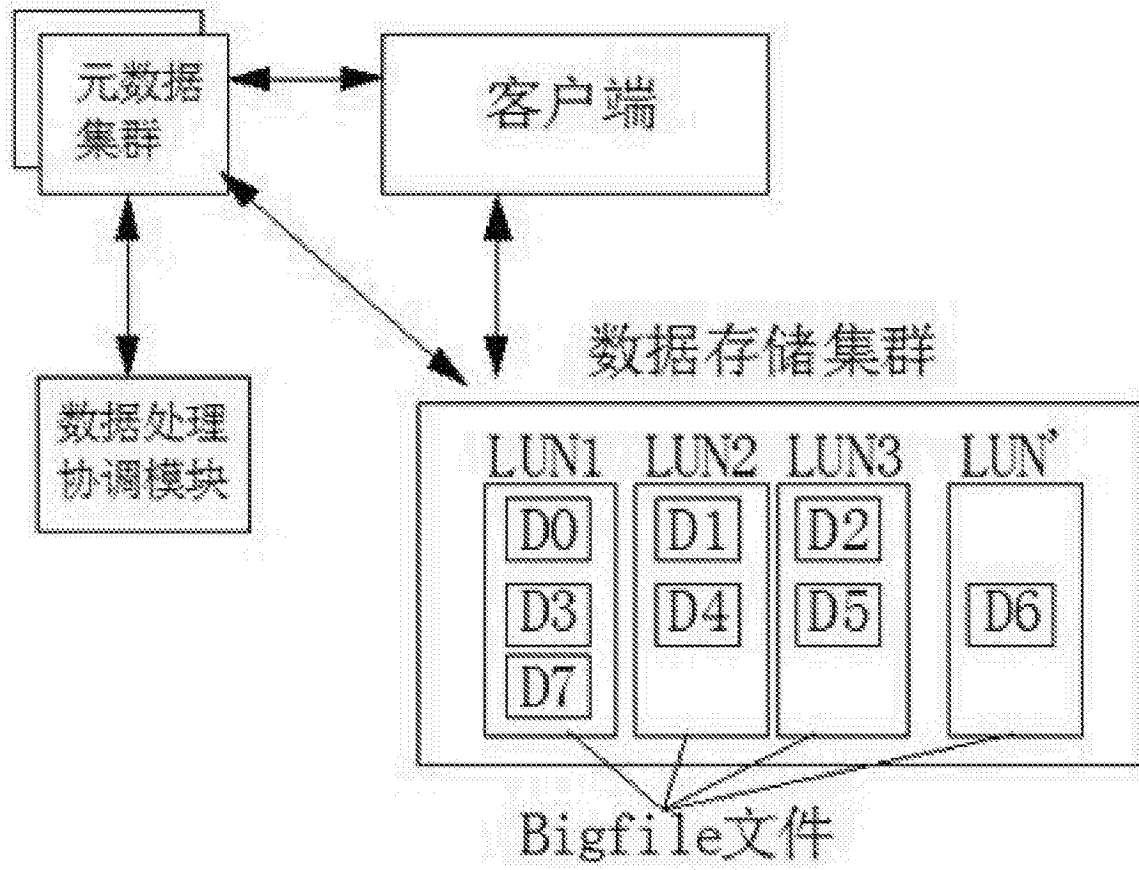 元数据
集群
客户端
数据存储集群
数据处理
协调模块
LUN1 LUN2 LUN3 LUN'
D0 D1 D2
D3 D4 D5 D6
D7
Bigfile文件